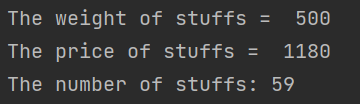 The weight of stuffs =  500
The price of stuffs =  1180
The number of stuffs: 59